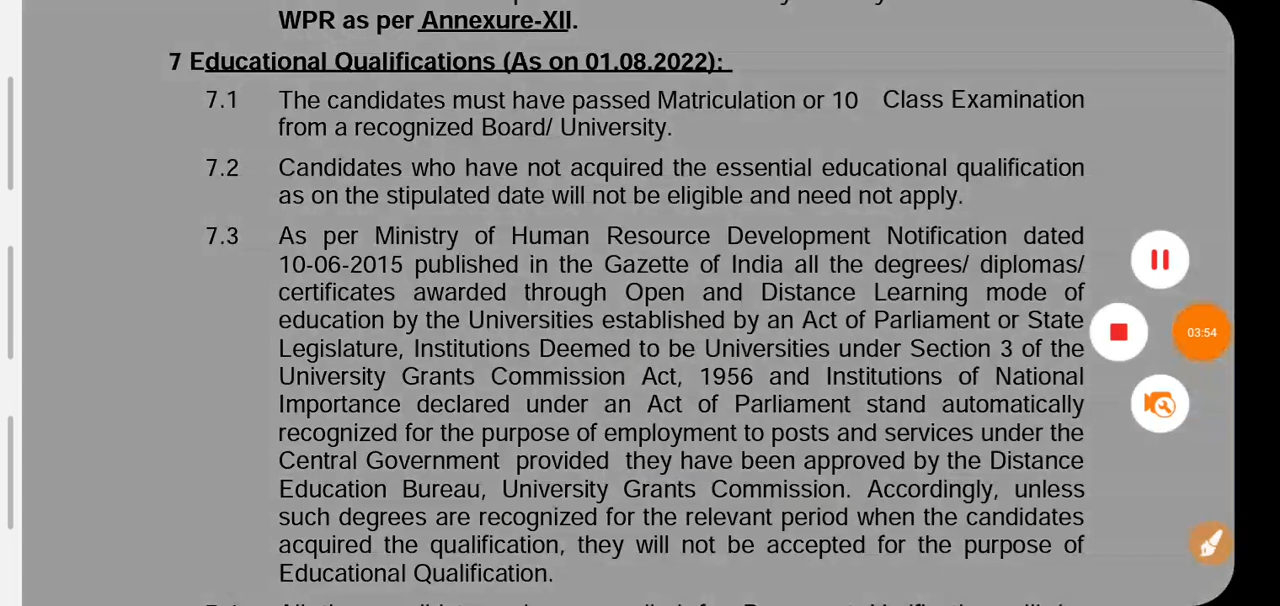 WPR as per Annexure-XII.
7 Educational Qualifications (As on 01.08.2022):
7.1 The candidates must have passed Matriculation or 10 Class Examination
from a recognized Board/ University.
7.2 Candidates who have not acquired the essential educational qualification
as on the stipulated date will not be eligible and need not apply.
7.3 As per Ministry of Human Resource Development Notification dated
10-06-2015 published in the Gazette of India all the degrees/ diplomas/
certificates awarded through Open and Distance Learning mode of
education by the Universities established by an Act of Parliament or State
Legislature, Institutions Deemed to be Universities under Section 3 of the
University Grants Commission Act, 1956 and Institutions of National
Importance declared under an Act of Parliament stand automatically
recognized for the purpose of employment to posts and services under the
Central Government provided they have been approved by the Distance
Education Bureau, University Grants Commission. Accordingly, unless
such degrees are recognized for the relevant period when the candidates
acquired the qualification, they will not be accepted for the purpose of
Educational Qualification.
03:54